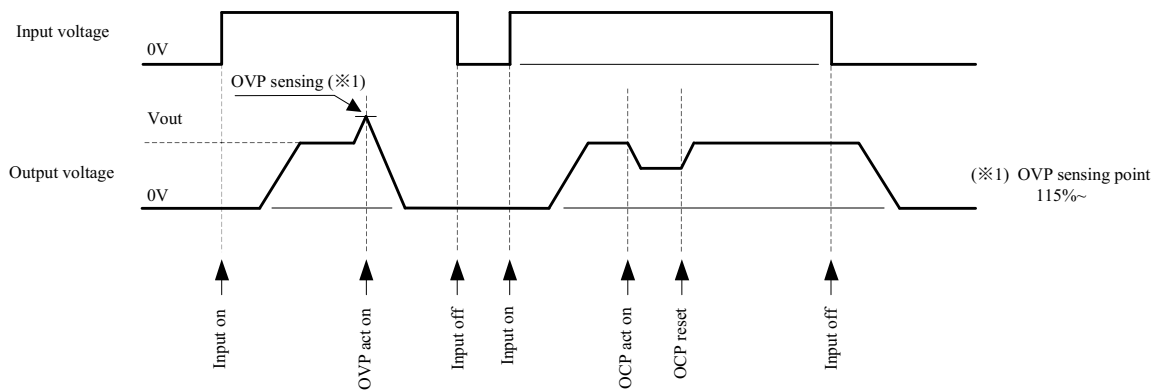 Input voltage
0V
OVP sensing (※1)
Vout
Output voltage
0V
(※1) OVP sensing point
115%~
Input on
OVP act on
Input off
Input on
OCP act on
OCP reset
Input off